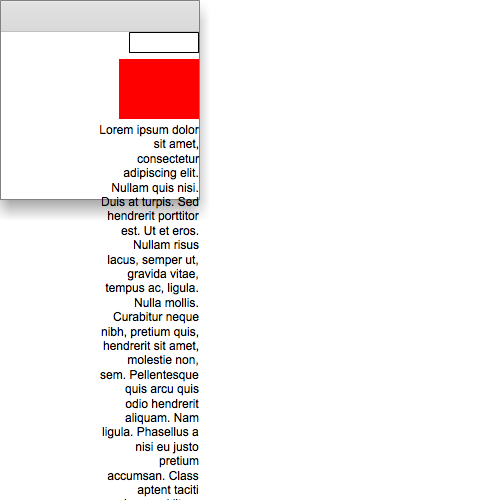 Lorem ipsum dolor
sit amet,
consectetur
adipiscing elit.
Nullam quis nisi.
Duis at turpis. Sed
hendrerit porttitor
est. Ut et eros.
Nullam risus
lacus, semper ut,
gravida vitae,
tempus ac, ligula.
Nulla mollis.
Curabitur neque
nibh, pretium quis,
hendrerit sit amet,
molestie non,
sem. Pellentesque
quis arcu quis
odio hendrerit
aliquam. Nam
ligula. Phasellus a
nisi eu justo
pretium
accumsan. Class
aptent taciti